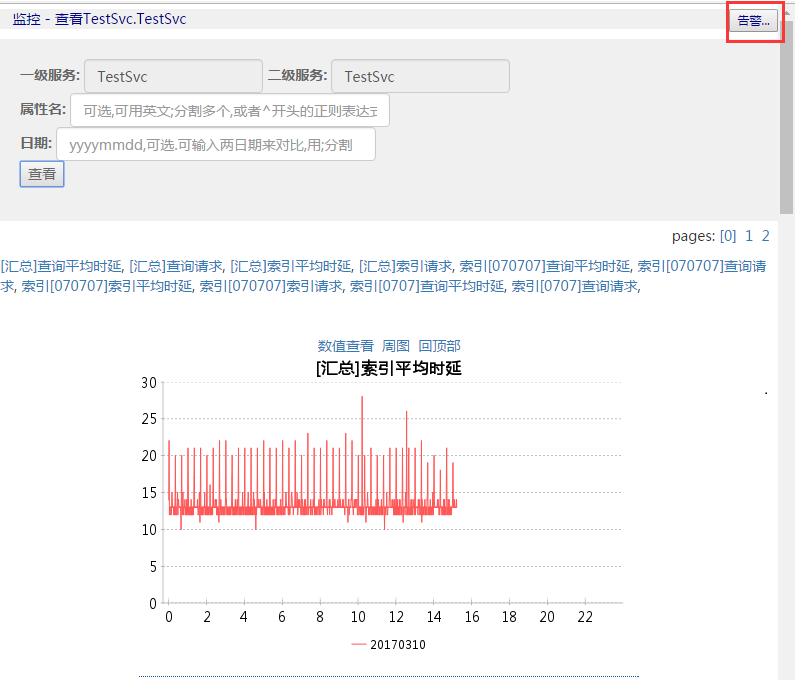 监控 - 查看TestSvc.TestSvc
告警...
一级服务: TestSvc 二级服务: TestSvc
属性名: 可选,可用英文;分割多个,或者^开头的正则表达式
日期: yyyymmdd,可选.可输入两日期来对比,用;分割
查看
pages: [0] 1 2
[汇总]查询平均时延, [汇总]查询请求, [汇总]索引平均时延, [汇总]索引请求, 索引[070707]查询平均时延, 索引[070707]查询请
求, 索引[070707]索引平均时延, 索引[070707]索引请求, 索引[0707]查询平均时延, 索引[0707]查询请求,
数值查看 周图 回顶部
[汇总]索引平均时延
30
25
20
15
10
5
0
0 2 4 6 8 10 12 14 16 18 20 22
20170310